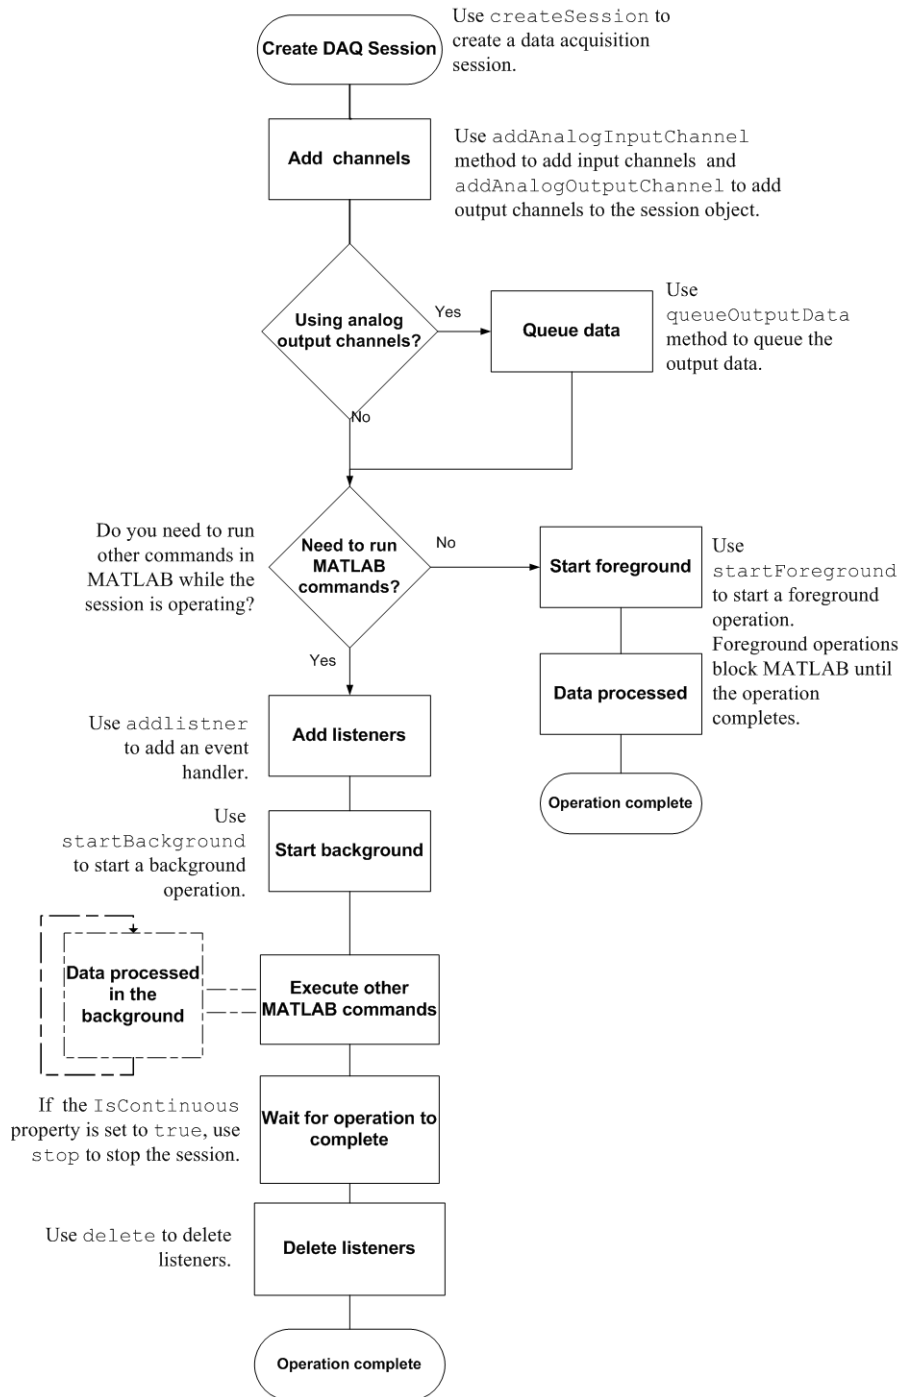 Create DAQ Session
Use createSession to
create a data acquisition
session.
Add channels
Use addAnalogInputChannel
method to add input channels and
addAnalogOutputChannel to add
output channels to the session object.
Using analog
output channels?
Yes
Queue data
Use
queueOutputData
method to queue the
output data.
No
Do you need to run
other commands in
MATLAB while the
session is operating?
Need to run
MATLAB
commands?
No
Start foreground
Use
startForeground
to start a foreground
operation.
Foreground operations
block MATLAB until
the operation
completes.
Data processed
Operation complete
Yes
Use addlistner
to add an event
handler.
Add listeners
Use
startBackground
to start a background
operation.
Start background
Data processed
in the
background
Execute other
MATLAB commands
If the IsContinuous
property is set to true, use
stop to stop the session.
Wait for operation to
complete
Use delete to delete
listeners.
Delete listeners
Operation complete